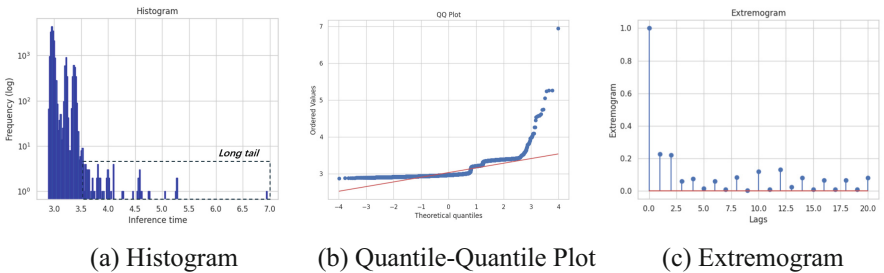 Histogram
Frequency (log)
10³
10²
10¹
10⁰
Long tail
3.0 3.5 4.0 4.5 5.0 5.5 6.0 6.5 7.0
Inference time
(a) Histogram
QQ Plot
Ordered Values
7
6
5
4
3
−4 −3 −2 −1 0 1 2 3 4
Theoretical quantiles
(b) Quantile-Quantile Plot
Extremogram
Extremogram
1.0
0.8
0.6
0.4
0.2
0.0
0.0 2.5 5.0 7.5 10.0 12.5 15.0 17.5 20.0
Lags
(c) Extremogram